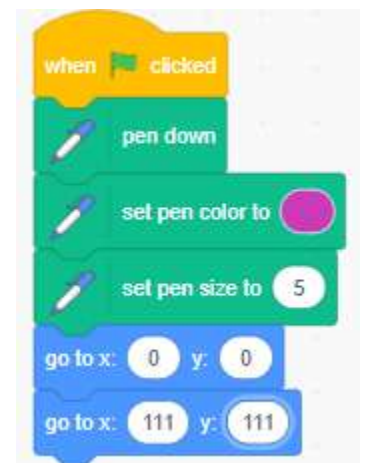 when clicked
pen down
set pen color to
set pen size to 5
go to x: 0 y: 0
go to x: 111 y: 111